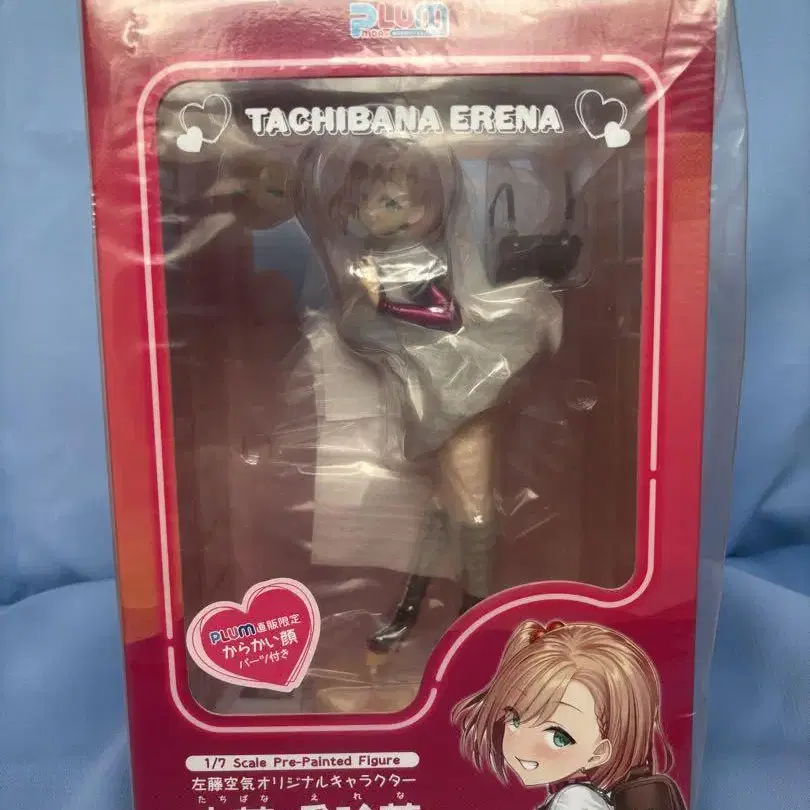 PLUM
TACHIBANA ERENA
PLUM直販限定
からかい顔
パーツ付き
1/7 Scale Pre-Painted Figure
左藤空気オリジナルキャラクター
たちばな えれな